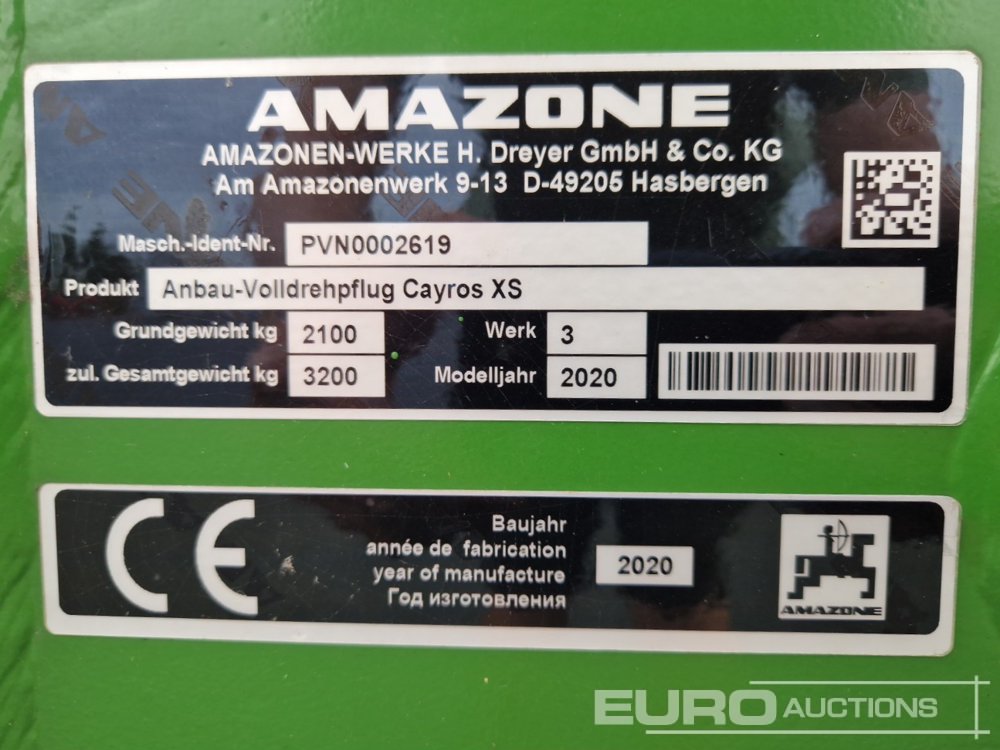 AMAZONE
AMAZONEN-WERKE H. Dreyer GmbH & Co. KG
Am Amazonenwerk 9-13 D-49205 Hasbergen
Masch.-Ident-Nr. PVN0002619
Produkt Anbau-Volldrehpflug Cayros XS
Grundgewicht kg 2100 Werk 3
zul. Gesamtgewicht kg 3200 Modelljahr 2020
CE
Baujahr
année de fabrication
year of manufacture
Год изготовления
2020
AMAZONE
EURO AUCTIONS